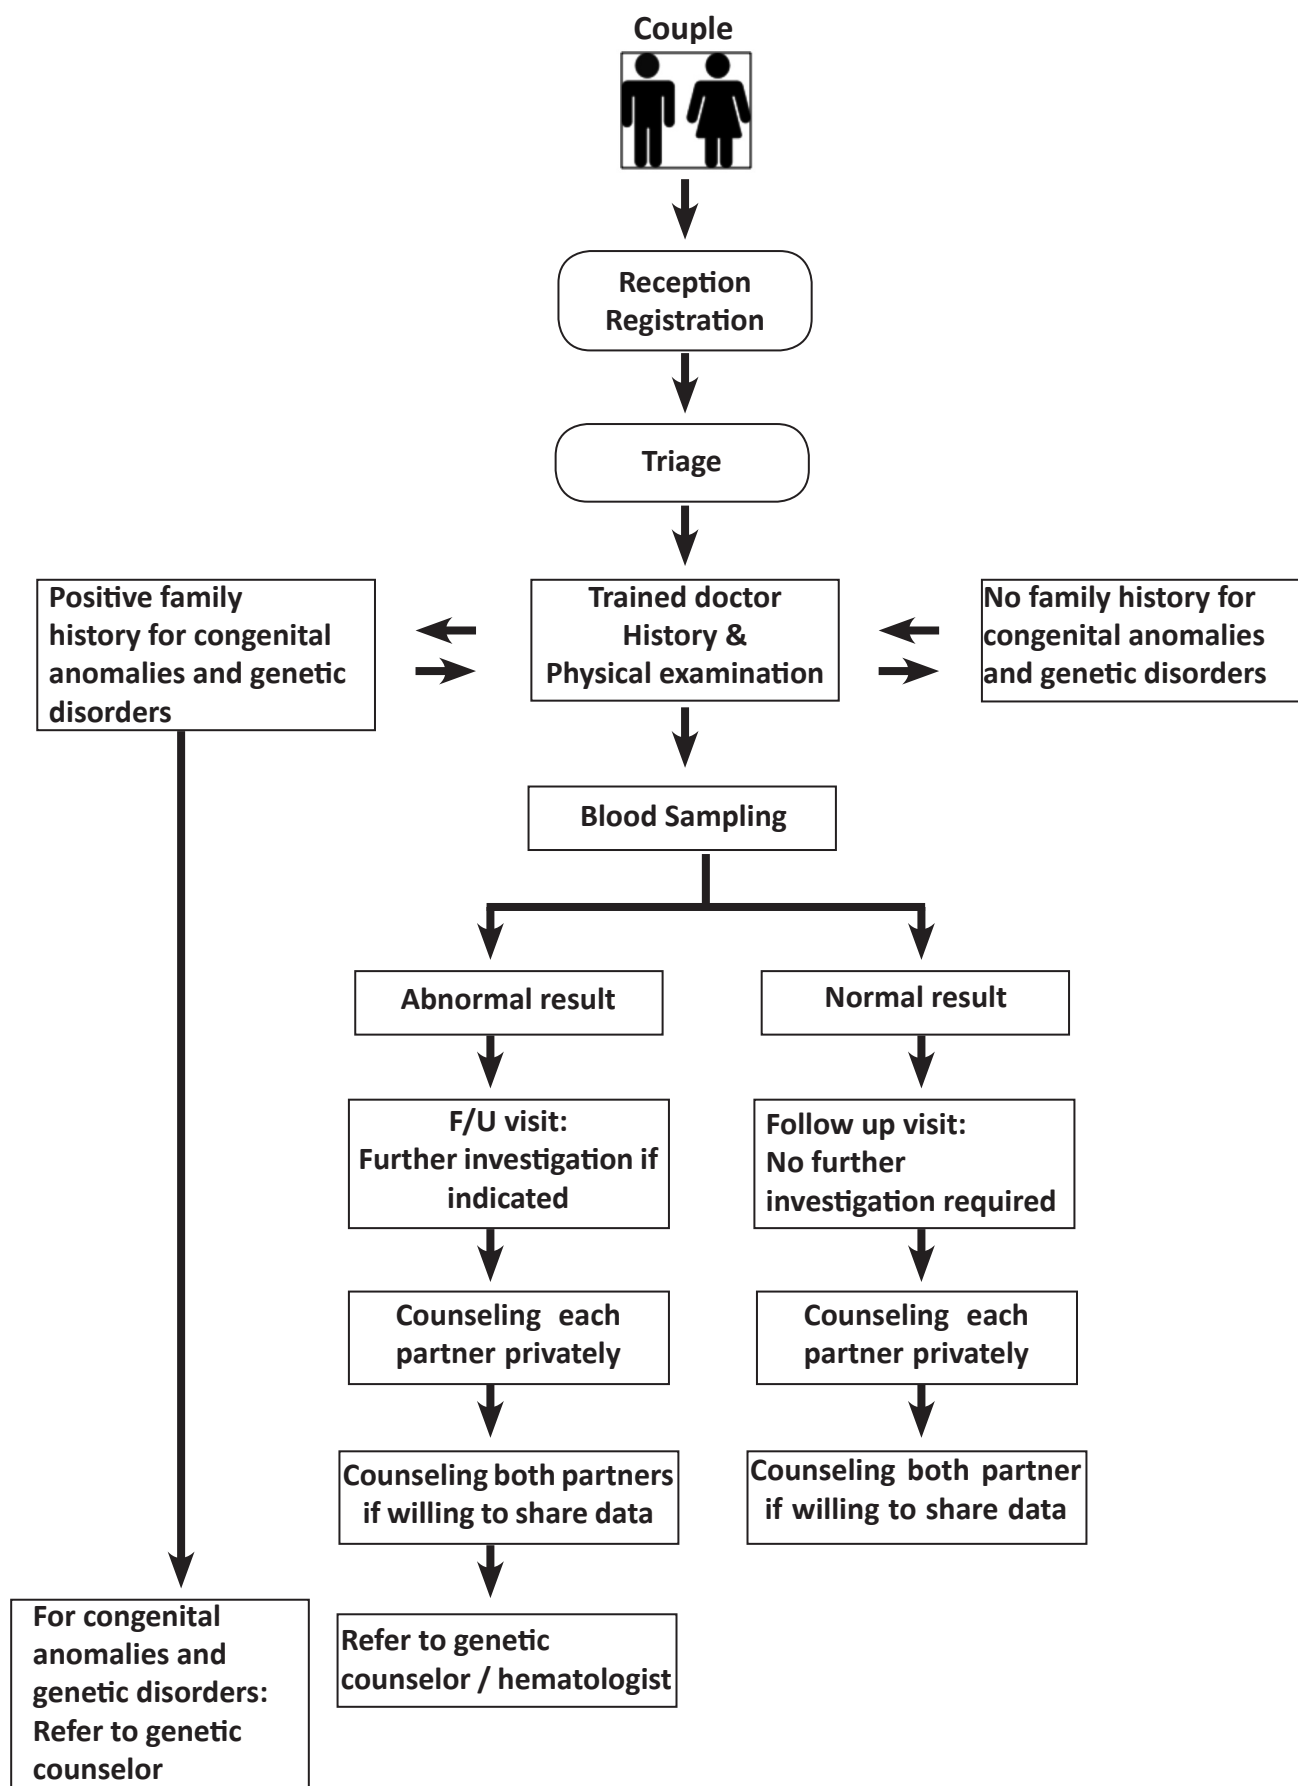 Couple
Reception
Registration
Triage
Positive family
history for congenital
anomalies and genetic
disorders
Trained doctor
History &
Physical examination
No family history for
congenital anomalies
and genetic disorders
Blood Sampling
Abnormal result
Normal result
F/U visit:
Further investigation if
indicated
Follow up visit:
No further
investigation required
Counseling each
partner privately
Counseling each
partner privately
Counseling both partners
if willing to share data
Counseling both partner
if willing to share data
For congenital
anomalies and
genetic disorders:
Refer to genetic
counselor
Refer to genetic
counselor / hematologist